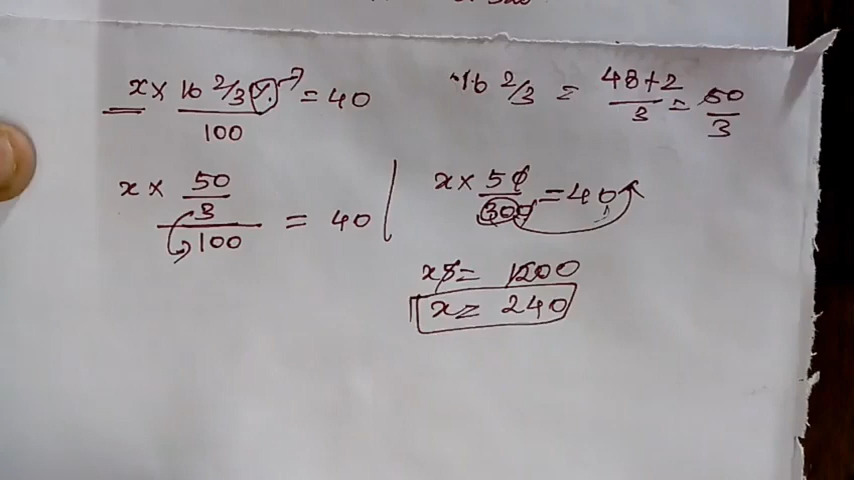 x × 16 2/3 % / 100 = 40
16 2/3 = 48+2 / 3 = 50 / 3
x × 50/3 / 100 = 40
x × 50 / 300 = 40
x5 = 1200
x = 240